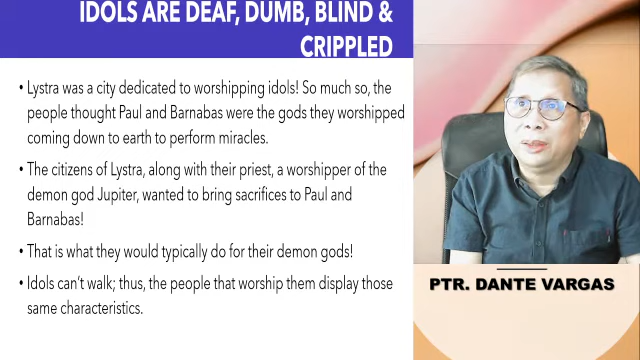 IDOLS ARE DEAF, DUMB, BLIND &
CRIPPLED
• Lystra was a city dedicated to worshipping idols! So much so, the
people thought Paul and Barnabas were the gods they worshipped
coming down to earth to perform miracles.
• The citizens of Lystra, along with their priest, a worshipper of the
demon god Jupiter, wanted to bring sacrifices to Paul and
Barnabas!
• That is what they would typically do for their demon gods!
• Idols can't walk; thus, the people that worship them display those
same characteristics.
PTR. DANTE VARGAS